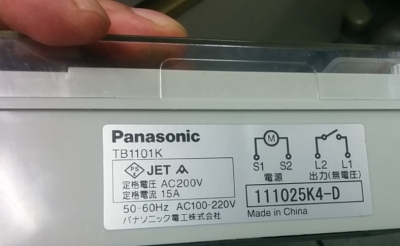 Panasonic
TB1101K
PS E JET A
定格電圧 AC200V
定格電流 15A
50-60Hz AC100-220V
パナソニック電工株式会社
M
S1 S2
電源
L2 L1
出力(無電圧)
111025K4-D
Made in China